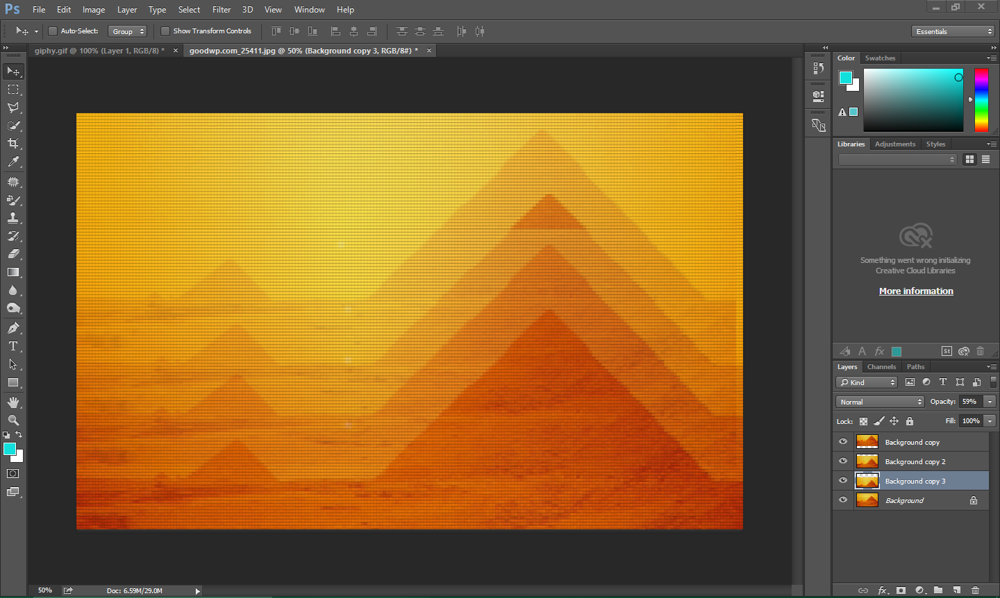 Ps File Edit Image Layer Type Select Filter 3D View Window Help
Auto-Select: Group Show Transform Controls Essentials
giphy.gif @ 100% (Layer 1, RGB/8) * × goodwp.com_25411.jpg @ 50% (Background copy 3, RGB/8#) * ×
Color Swatches
Libraries Adjustments Styles
Something went wrong initializing
Creative Cloud Libraries
More information
A fx St
Layers Channels Paths
Kind T
Normal Opacity: 59%
Lock: Fill: 100%
Background copy
Background copy 2
Background copy 3
Background
T
50% Doc: 6.59M/29.0M fx